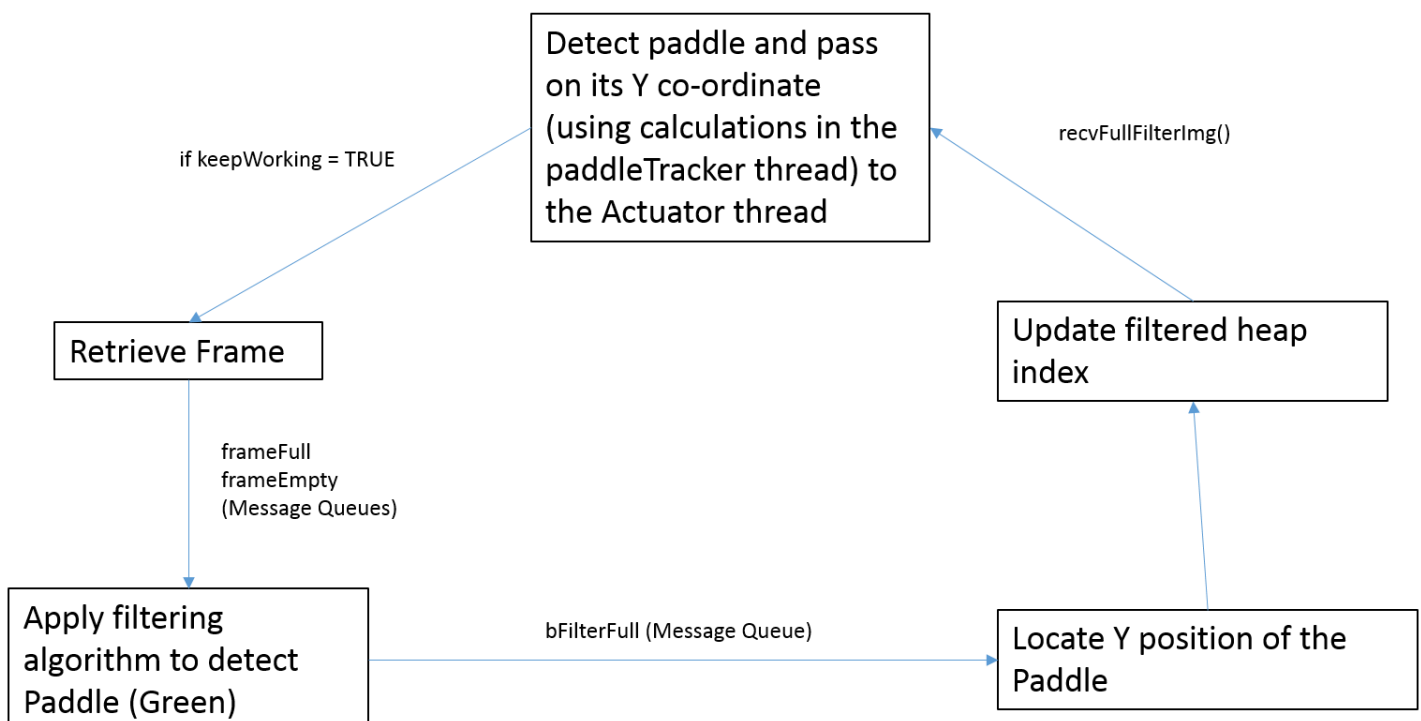 Detect paddle and pass
on its Y co-ordinate
(using calculations in the
paddleTracker thread) to
the Actuator thread
if keepWorking = TRUE
recvFullFilterImg()
Retrieve Frame
Update filtered heap
index
frameFull
frameEmpty
(Message Queues)
Apply filtering
algorithm to detect
Paddle (Green)
bFilterFull (Message Queue)
Locate Y position of the
Paddle